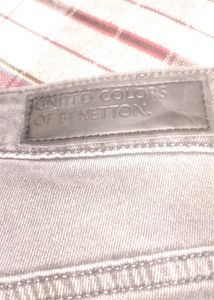 UNITED COLORS
OF BENETTON.